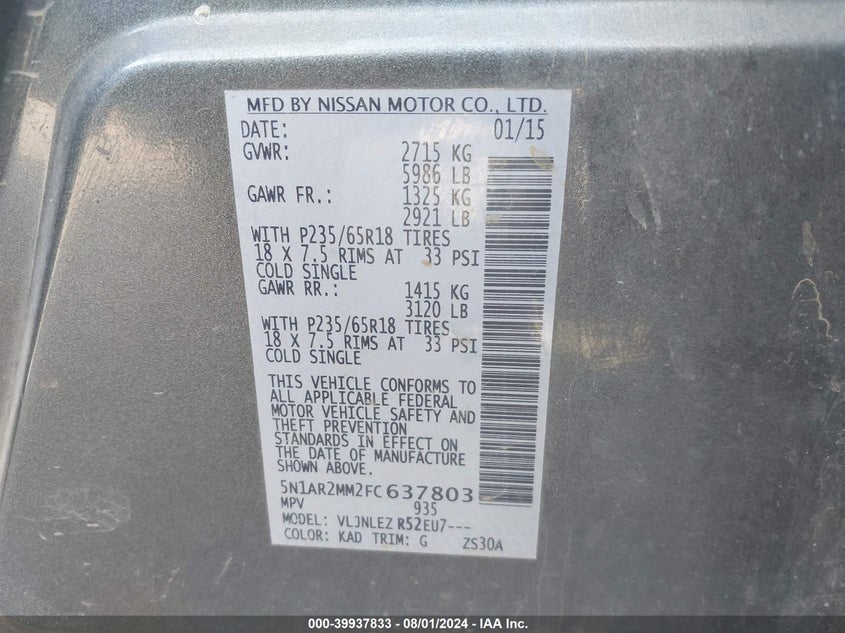 MFD BY NISSAN MOTOR CO., LTD.
DATE: 01/15
GVWR: 2715 KG
5986 LB
GAWR FR.: 1325 KG
2921 LB
WITH P235/65R18 TIRES
18 X 7.5 RIMS AT 33 PSI
COLD SINGLE
GAWR RR.: 1415 KG
3120 LB
WITH P235/65R18 TIRES
18 X 7.5 RIMS AT 33 PSI
COLD SINGLE
THIS VEHICLE CONFORMS TO
ALL APPLICABLE FEDERAL
MOTOR VEHICLE SAFETY AND
THEFT PREVENTION
STANDARDS IN EFFECT ON
THE DATE OF MANUFACTURE
SHOWN ABOVE.
5N1AR2MM2FC637803
MPV 935
MODEL: VLJNLEZ R52EU7---
COLOR: KAD TRIM: G ZS30A
000-39937833 - 08/01/2024 - IAA Inc.